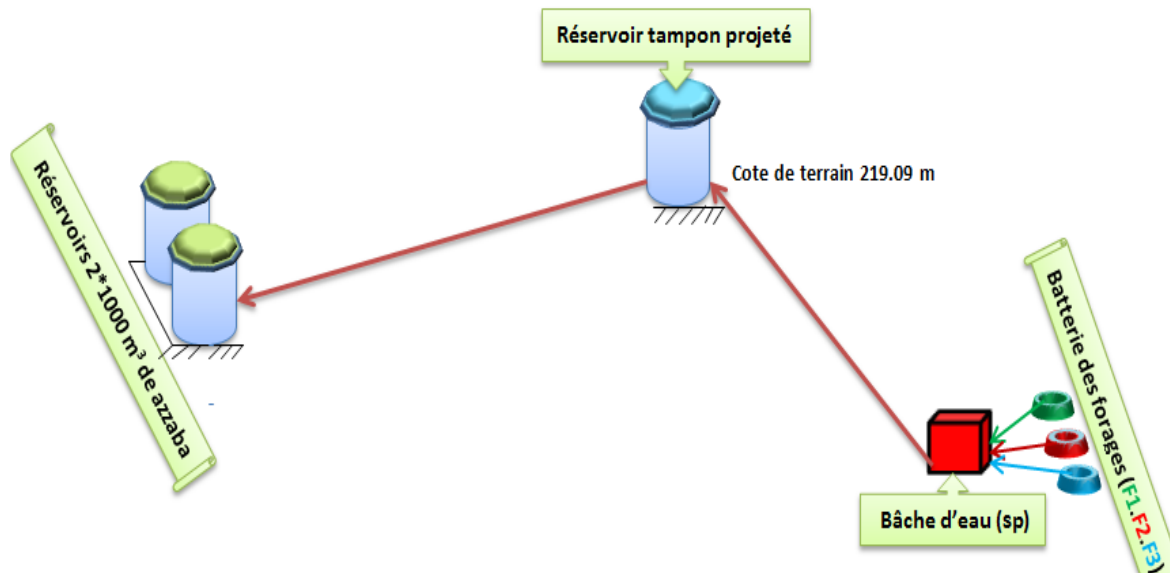 Réservoir tampon projeté
Cote de terrain 219.09 m
Réservoirs 2*1000 m³ de azzaba
Batterie des forages (F1.F2.F3)
Bâche d'eau (sp)